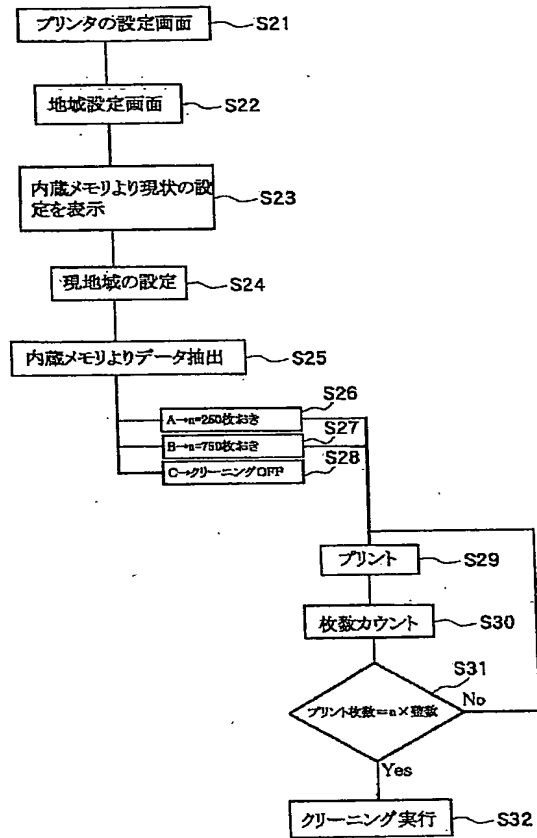 プリンタの設定画面 S21
地域設定画面 S22
内蔵メモリより現状の設
定を表示 S23
現地域の設定 S24
内蔵メモリよりデータ抽出 S25
A→n=250枚おき S26
B→n=750枚おき S27
C→クリーニングOFF S28
プリント S29
枚数カウント S30
プリント枚数=n×整数 S31
No
Yes
クリーニング実行 S32